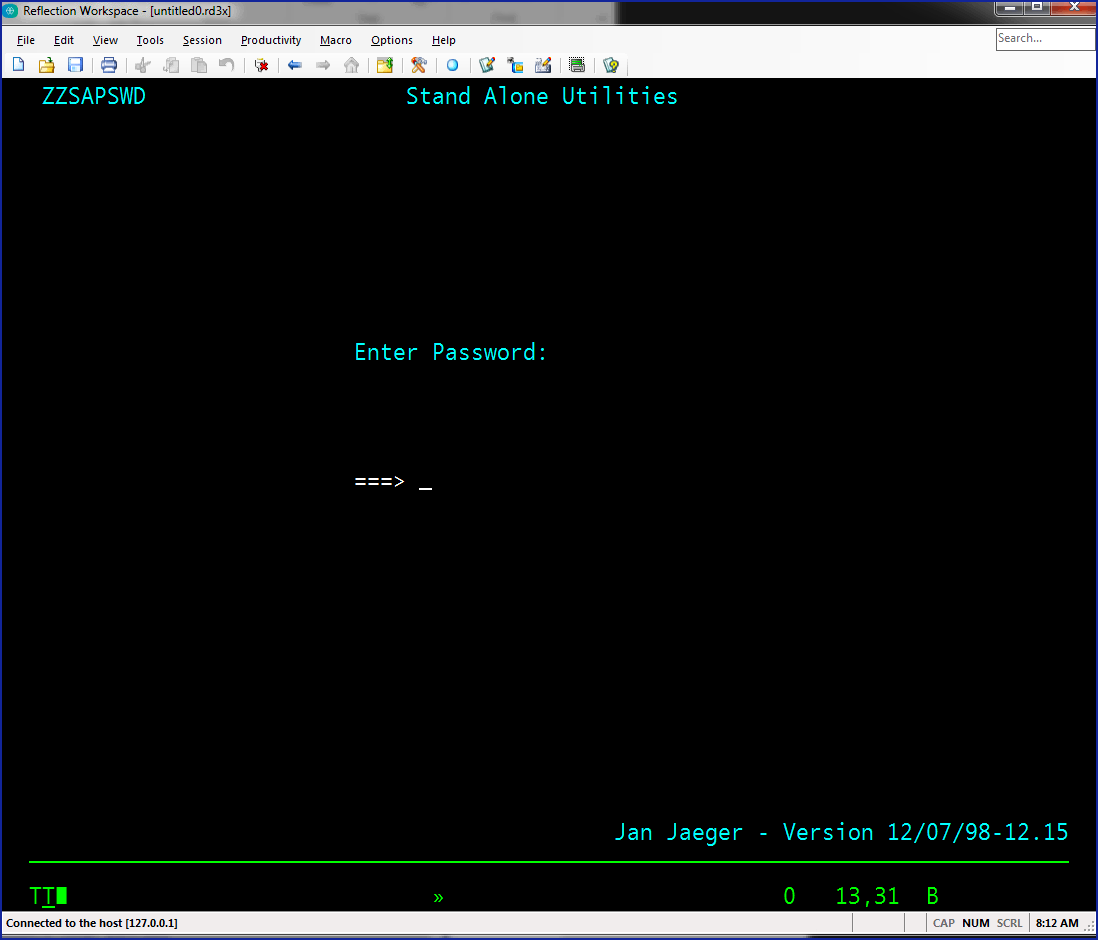 Reflection Workspace - [untitled0.rd3x]
File Edit View Tools Session Productivity Macro Options Help
Search...
ZZSAPSWD Stand Alone Utilities
Enter Password:
===> _
Jan Jaeger - Version 12/07/98-12.15
TT » 0 13,31 B
Connected to the host [127.0.0.1] CAP NUM SCRL 8:12 AM